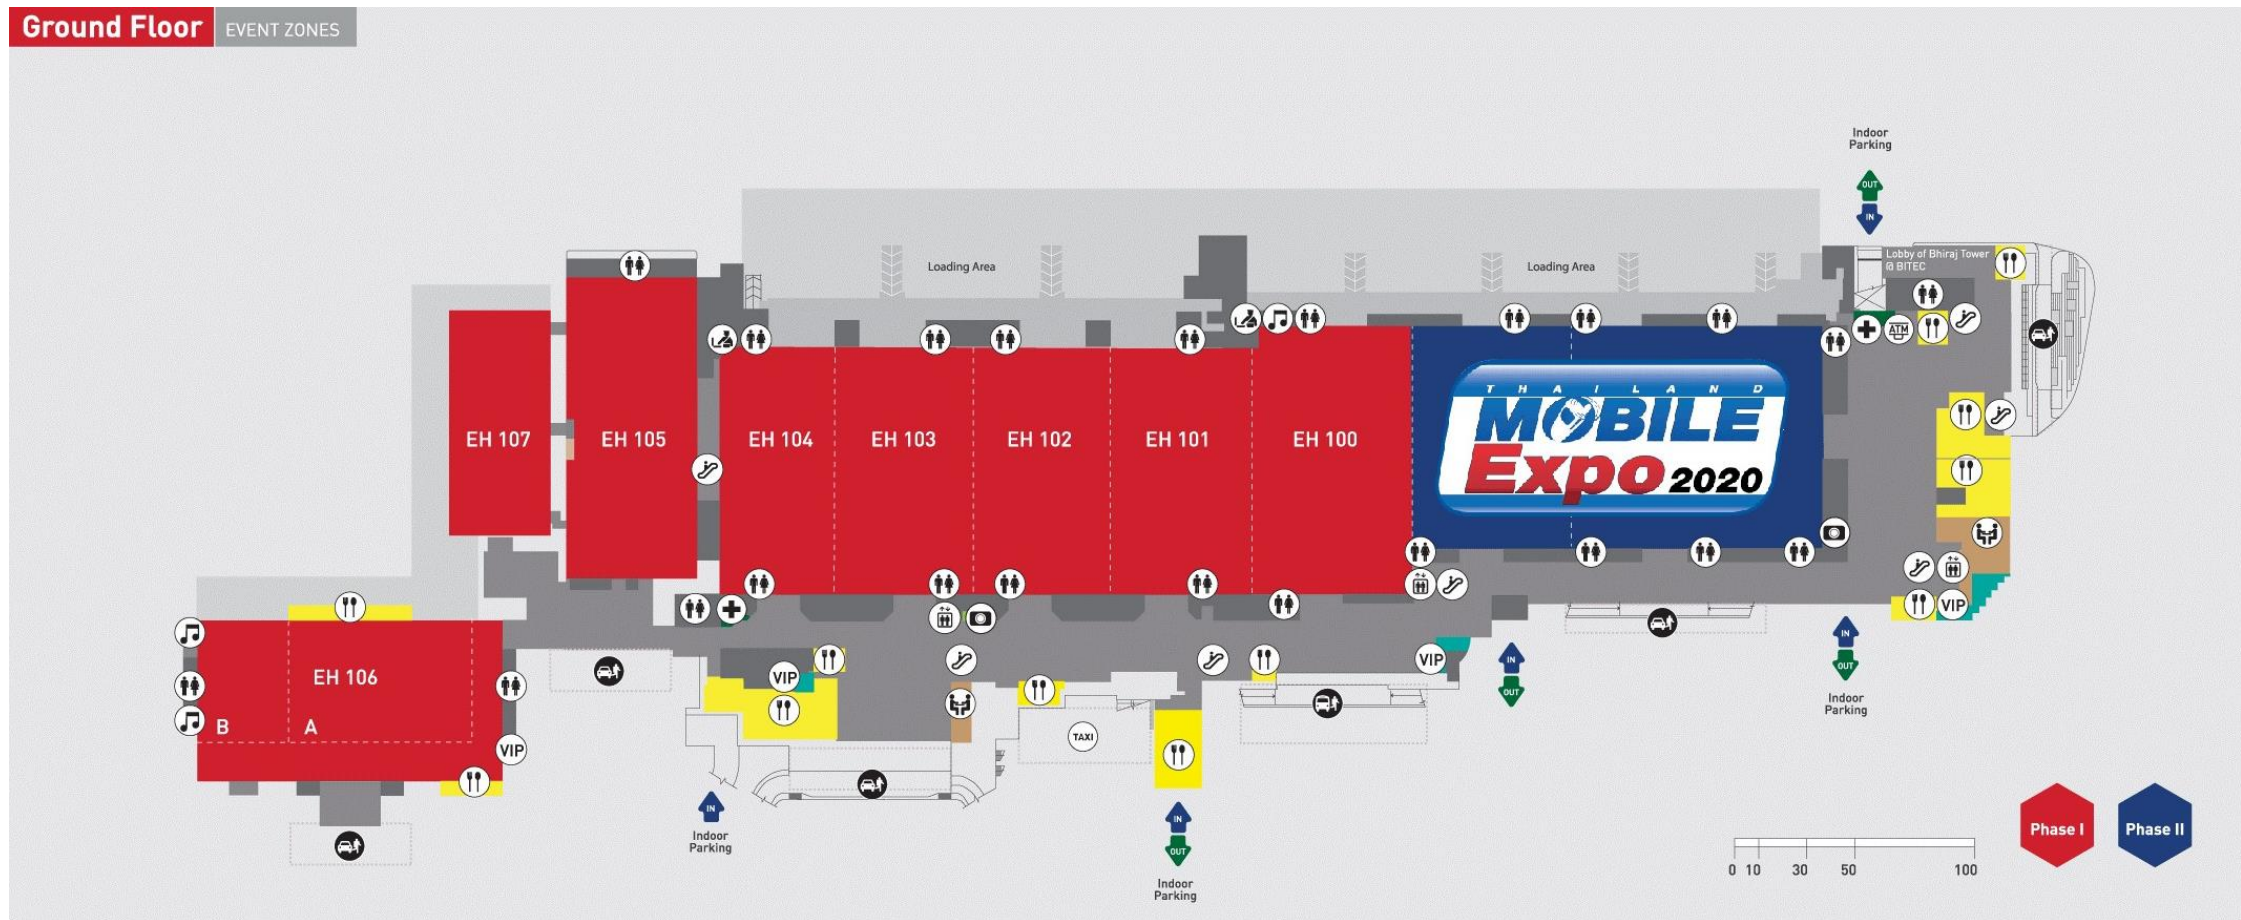 Ground Floor EVENT ZONES
Indoor
Parking
OUT
IN
Loading Area
Loading Area
Lobby of Bhiraj Tower
@ BITEC
ATM
THAILAND
MOBILE
Expo 2020
EH 107
EH 105
EH 104
EH 103
EH 102
EH 101
EH 100
EH 106
B
A
VIP
VIP
VIP
VIP
TAXI
IN
OUT
IN
OUT
Indoor
Parking
IN
Indoor
Parking
IN
OUT
Indoor
Parking
Phase I
Phase II
0 10 30 50 100